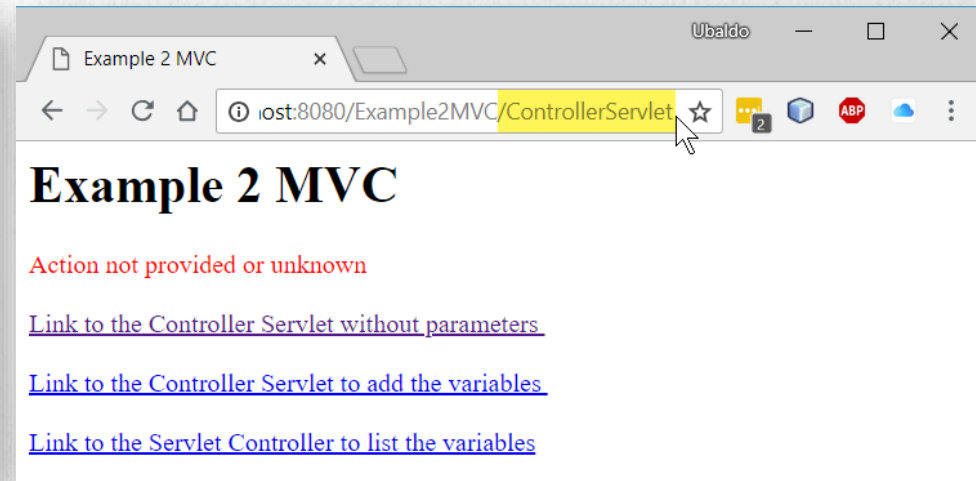 Ubaldo
Example 2 MVC
ost:8080/Example2MVC/ControllerServlet
2
ABP
Example 2 MVC
Action not provided or unknown
Link to the Controller Servlet without parameters
Link to the Controller Servlet to add the variables
Link to the Servlet Controller to list the variables